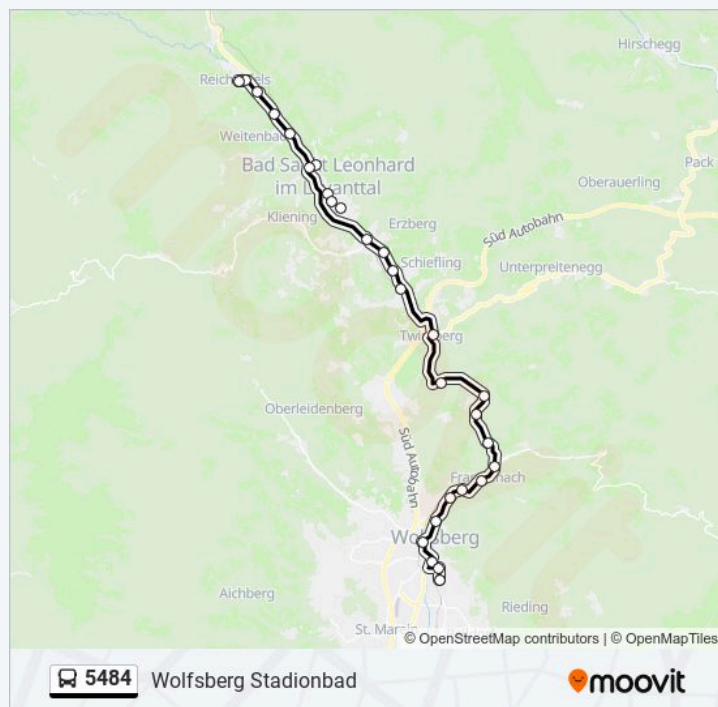 Hirschegg
Reichenfels
Weitenbach
Pack
Bad Sankt Leonhard
im Lavanttal
Oberauerling
Kliening
Erzberg
Süd Autobahn
Schiefling
Unterpreitenegg
Twimberg
Oberleidenberg
Süd Autobahn
Frantschach
Wolfsberg
Aichberg
Rieding
St. Marein
© OpenStreetMap contributors | © OpenMapTiles
5484 Wolfsberg Stadionbad
moovit